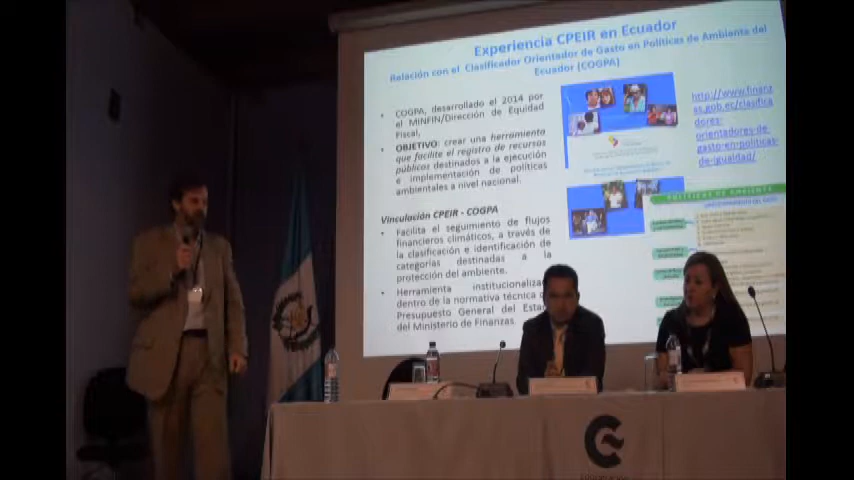 Experiencia CPEIR en Ecuador
Relación con el Clasificador Orientador de Gasto en Políticas de Ambienta del
Ecuador (COGPA)
• COGPA, desarrollado el 2014 por
el MINFIN/Dirección de Equidad
Fiscal,
• OBJETIVO: crear una herramienta
que facilite el registro de recursos
públicos destinados a la ejecución
e implementación de políticas
ambientales a nivel nacional.
Vinculación CPEIR - COGPA
• Facilita el seguimiento de flujos
financieros climáticos, a través de
la clasificación e identificación de
categorías destinadas a la
protección del ambiente.
• Herramienta
dentro de la normativa técnica
Presupuesto General del
del Ministerio de Finanzas.
http://www.finanz
as.gob.ec/clasifica
dores-
orientadores-de-
gasto-en-politicas-
de-igualdad/
POLÍTICAS DE AMBIENTE